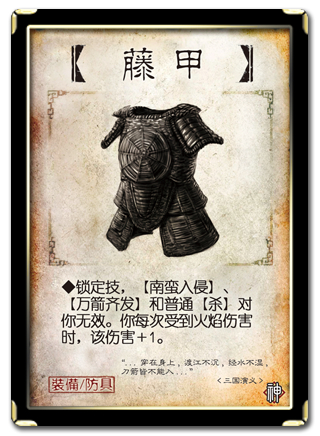 藤甲
◆锁定技，【南蛮入侵】、
【万箭齐发】和普通【杀】对
你无效。你每次受到火焰伤害
时，该伤害+1。
“... 穿在身上，渡江不沉，经水不湿，
刀箭皆不能入...”
<三国演义>
装備/防具
神